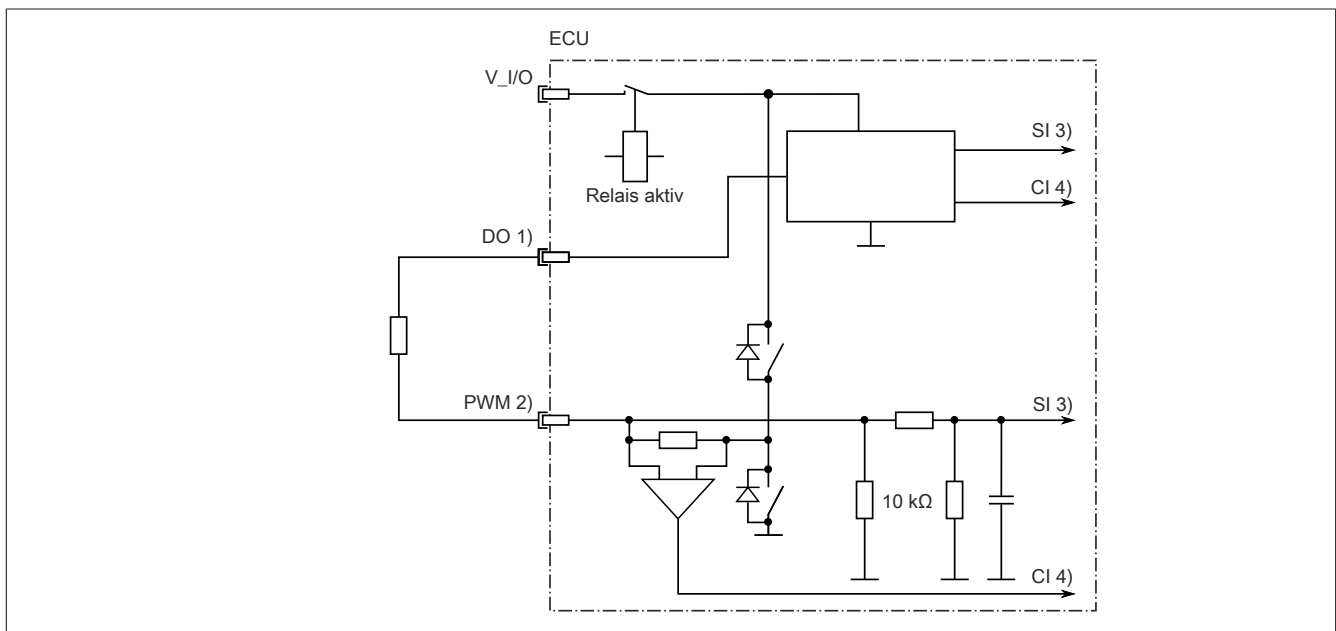 ECU
V_I/O
SI 3)
CI 4)
Relais aktiv
DO 1)
PWM 2)
SI 3)
10 kΩ
CI 4)